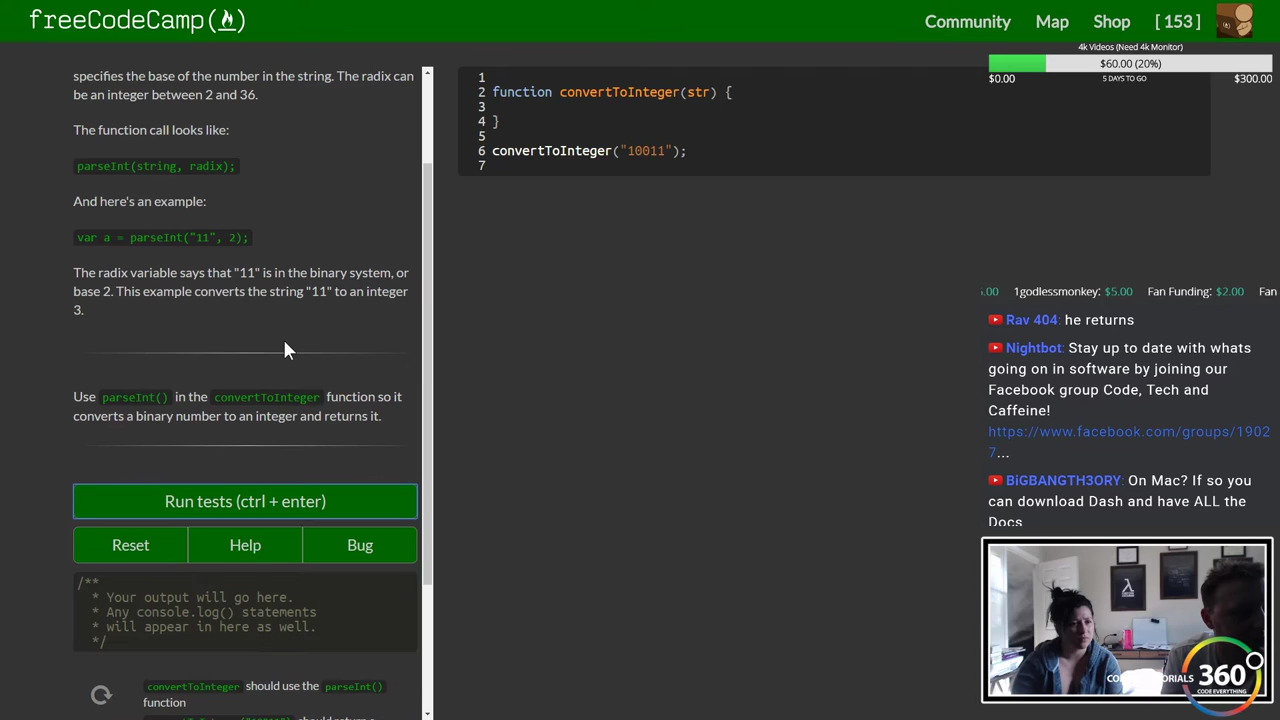 freeCodeCamp
Community
Map
Shop
[ 153 ]
specifies the base of the number in the string. The radix can
be an integer between 2 and 36.
The function call looks like:
parseInt(string, radix);
And here's an example:
var a = parseInt("11", 2);
The radix variable says that "11" is in the binary system, or
base 2. This example converts the string "11" to an integer
3.
Use parseInt() in the convertToInteger function so it
converts a binary number to an integer and returns it.
Run tests (ctrl + enter)
Reset
Help
Bug
/**
* Your output will go here.
* Any console.log() statements
* will appear in here as well.
*/
convertToInteger should use the parseInt()
function
1
2 function convertToInteger(str) {
3
4 }
5
6 convertToInteger("10011");
7
4k Videos (Need 4k Monitor)
$60.00 (20%)
$0.00
5 DAYS TO GO
$300.00
.00 1godlessmonkey: $5.00 Fan Funding: $2.00 Fan
Rav 404: he returns
Nightbot: Stay up to date with whats
going on in software by joining our
Facebook group Code, Tech and
Caffeine!
https://www.facebook.com/groups/1902
7...
BiGBANGTH3ORY: On Mac? If so you
can download Dash and have ALL the
Docs
360
CODE EVERYTHING